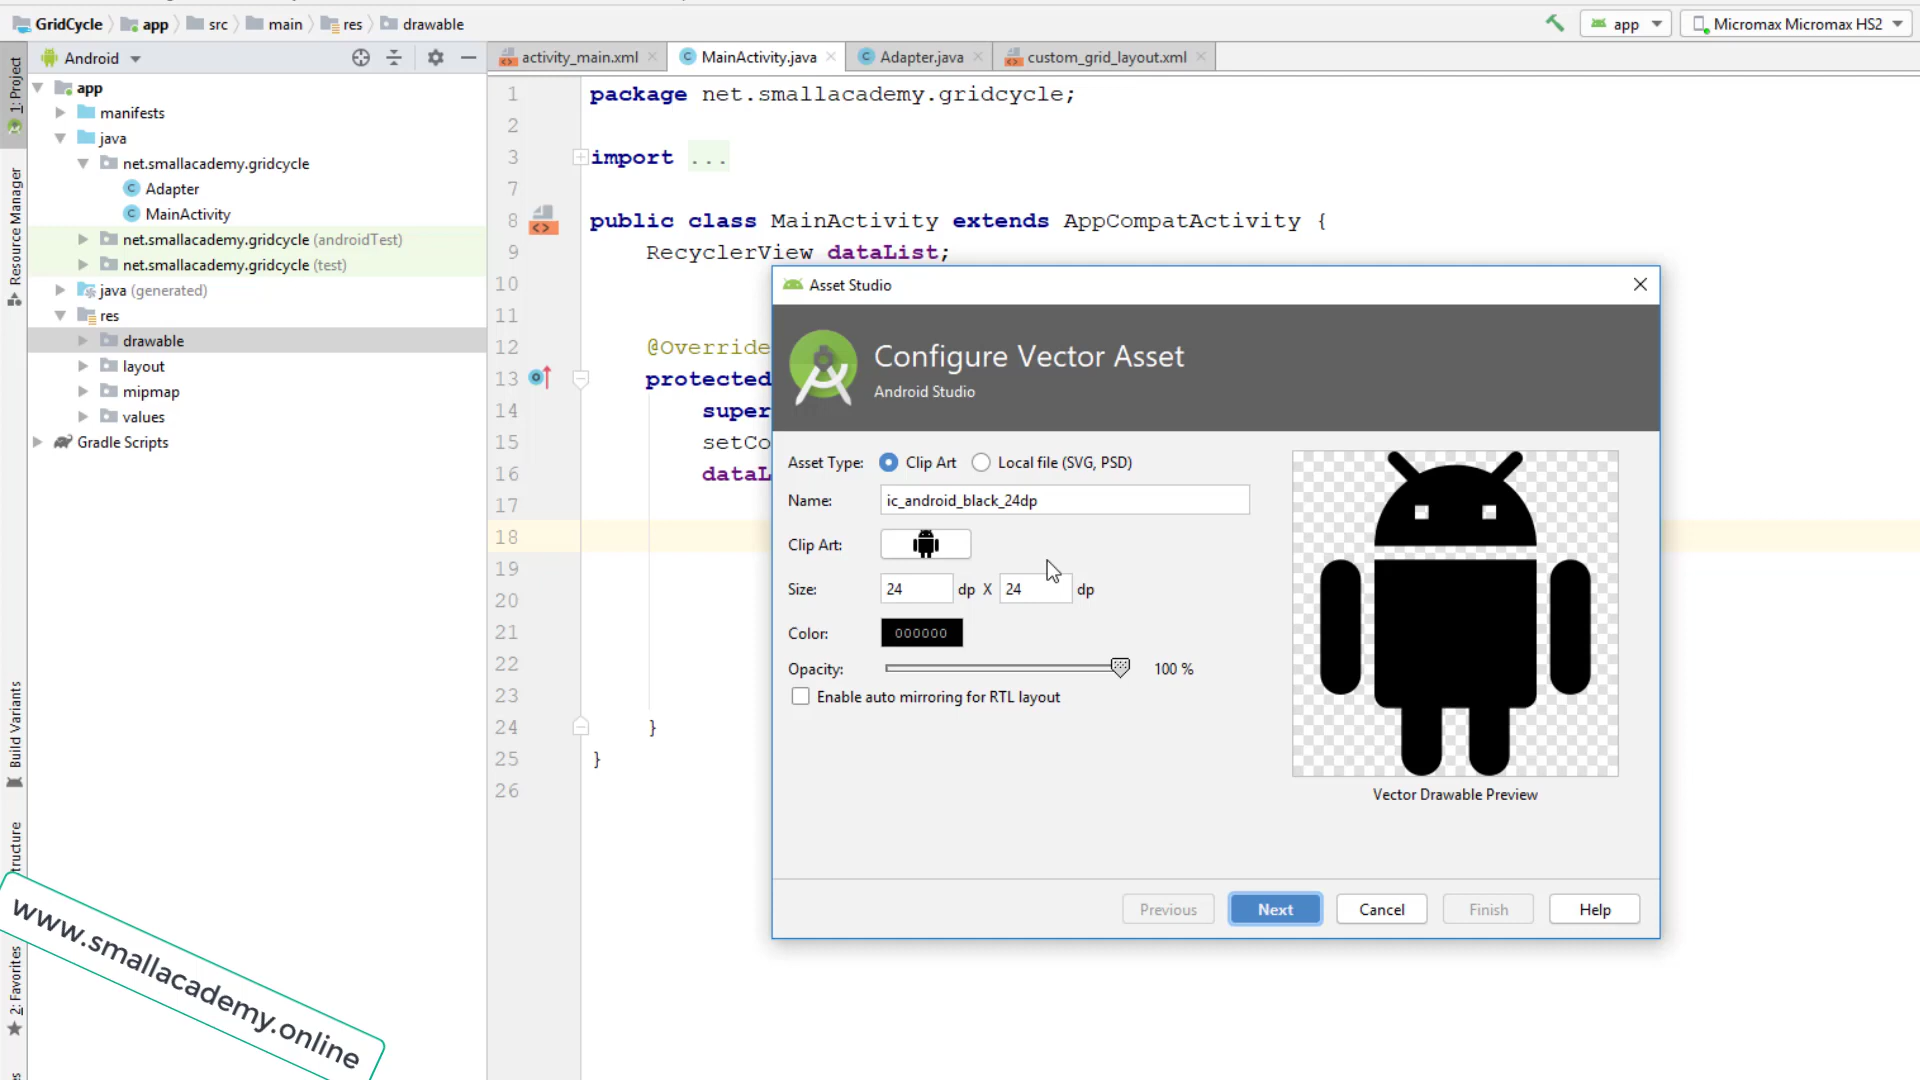 GridCycle app src main res drawable
app Micromax Micromax HS2
Android
activity_main.xml MainActivity.java Adapter.java custom_grid_layout.xml
1: Project
Resource Manager
Build Variants
2: Favorites
app
manifests
java
net.smallacademy.gridcycle
Adapter
MainActivity
net.smallacademy.gridcycle (androidTest)
net.smallacademy.gridcycle (test)
java (generated)
res
drawable
layout
mipmap
values
Gradle Scripts
1 package net.smallacademy.gridcycle;
2
3 import ...
7
8 public class MainActivity extends AppCompatActivity {
9 RecyclerView dataList;
10
11
12 @Override
13 protected
14 super
15 setCo
16 dataL
17
18
19
20
21
22
23
24 }
25 }
26
Asset Studio
Configure Vector Asset
Android Studio
Asset Type: Clip Art Local file (SVG, PSD)
Name: ic_android_black_24dp
Clip Art:
Size: 24 dp X 24 dp
Color: 000000
Opacity: 100 %
Enable auto mirroring for RTL layout
Vector Drawable Preview
Previous Next Cancel Finish Help
www.smallacademy.online